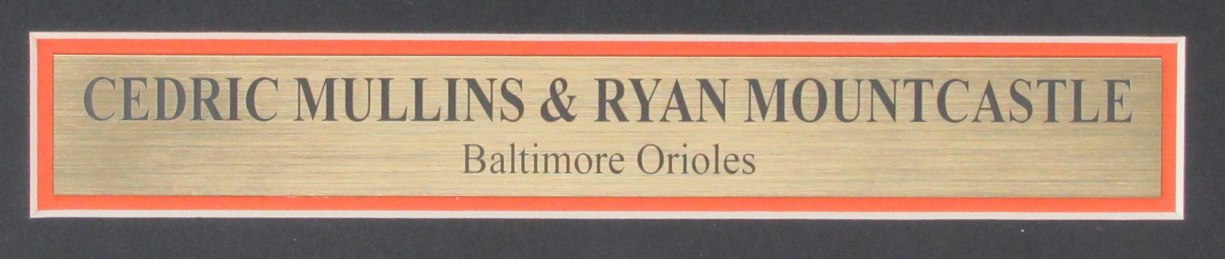 CEDRIC MULLINS & RYAN MOUNTCASTLE
Baltimore Orioles